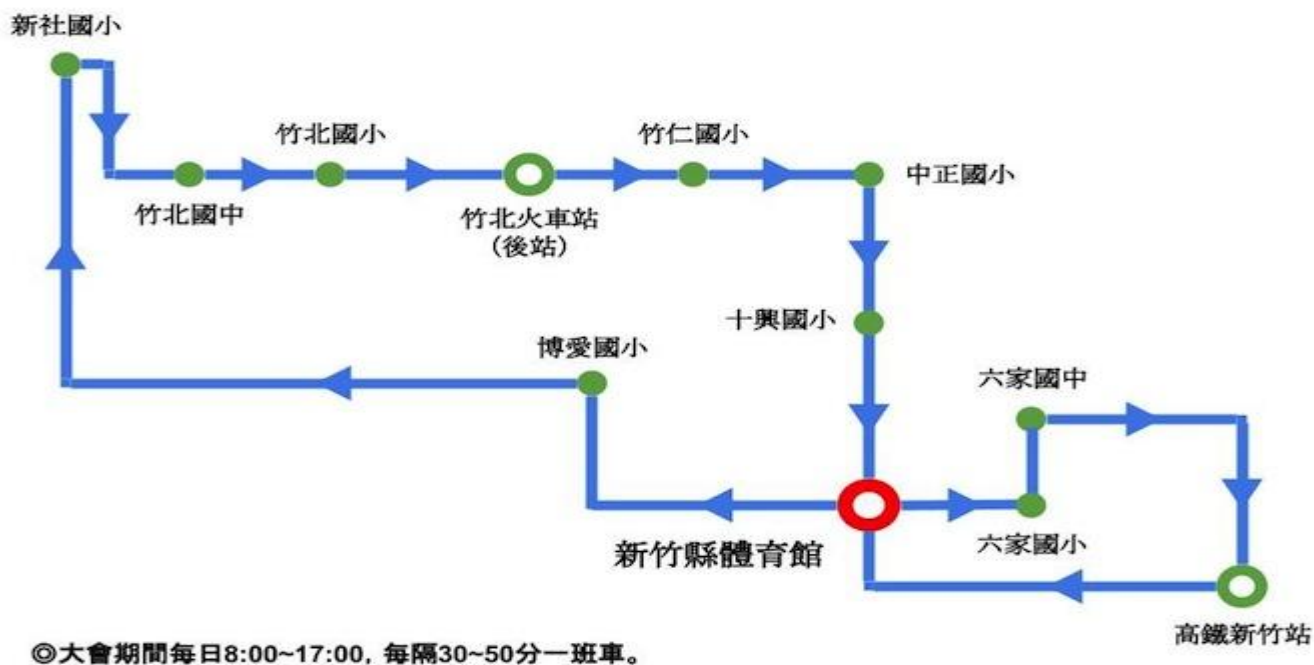 新社國小
竹北國小
竹仁國小
中正國小
竹北國中
竹北火車站
(後站)
十興國小
博愛國小
六家國中
新竹縣體育館
六家國小
高鐵新竹站
◎大會期間每日8:00~17:00, 每隔30~50分一班車。